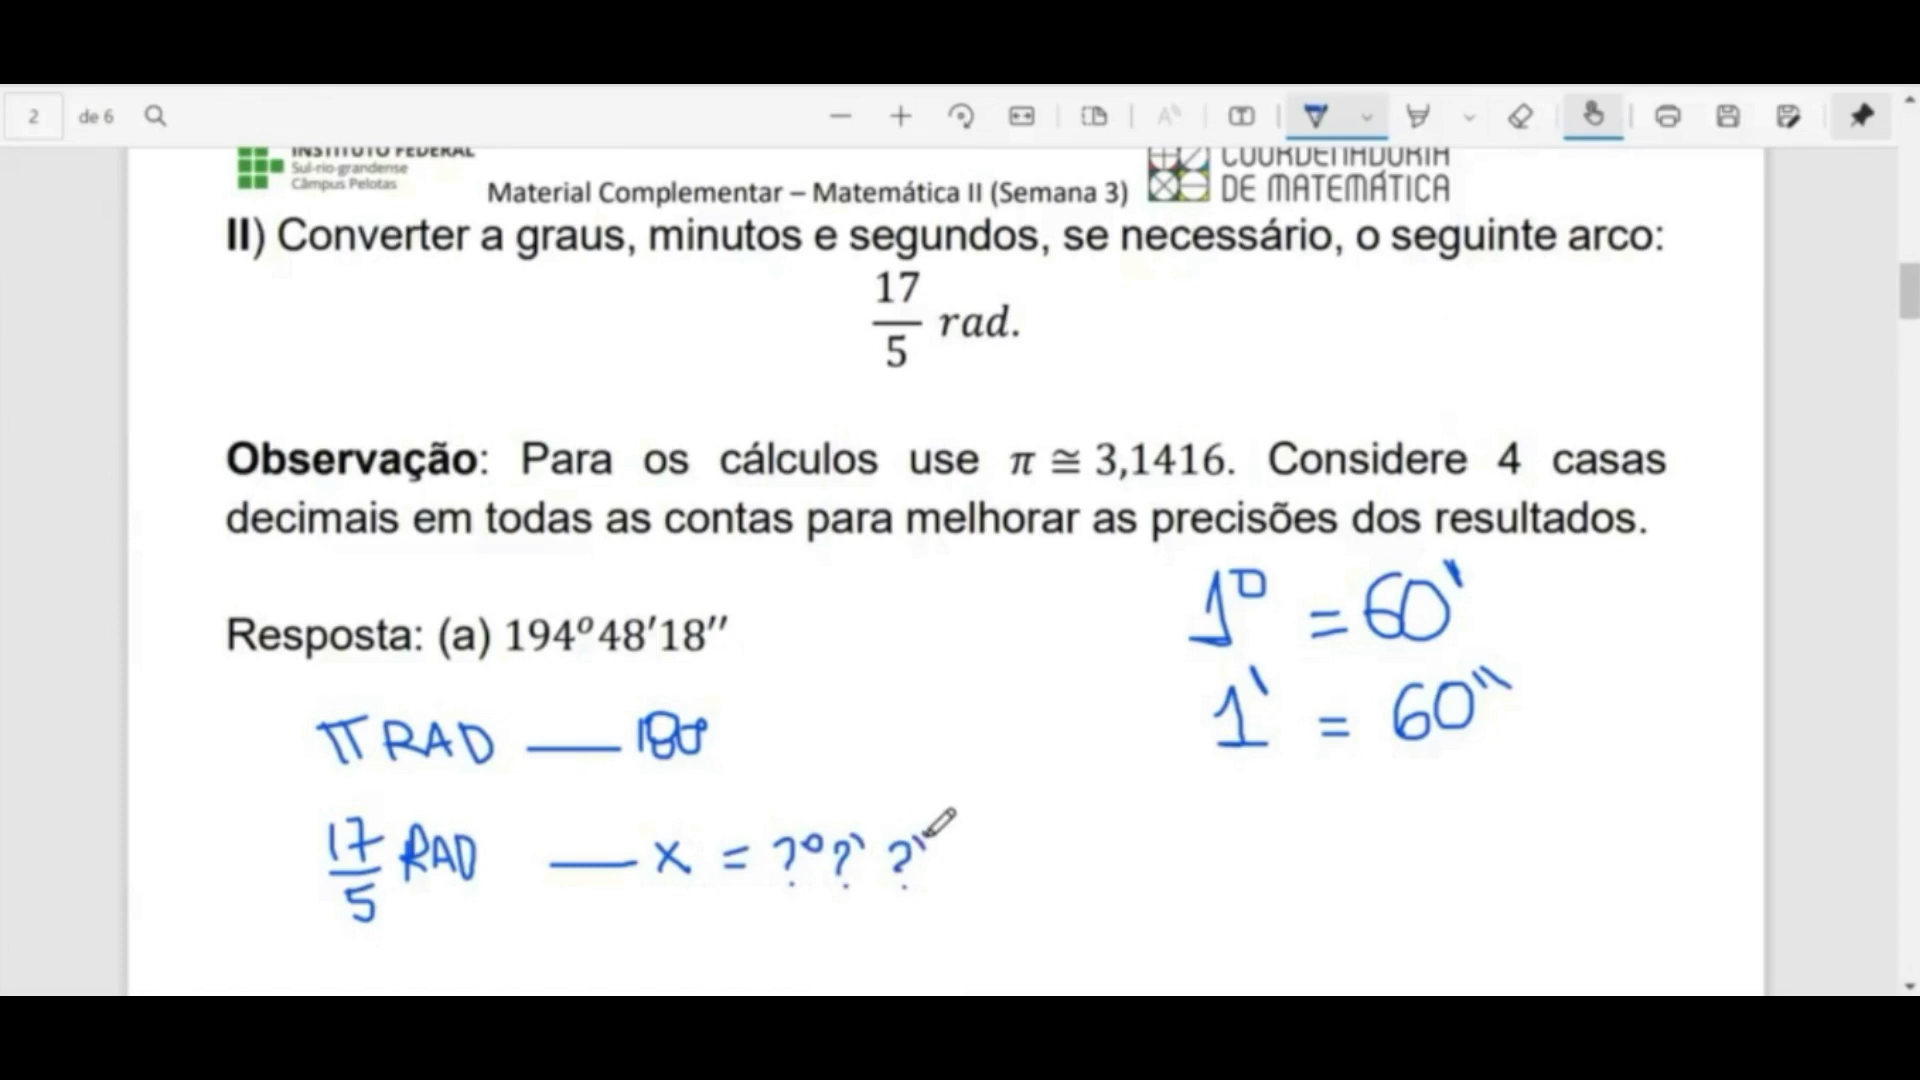 2 de 6
INSTITUTO FEDERAL
Sul-rio-grandense
Câmpus Pelotas
Material Complementar – Matemática II (Semana 3)
COORDENADORIA
DE MATEMÁTICA
II) Converter a graus, minutos e segundos, se necessário, o seguinte arco:
17/5 rad.
Observação: Para os cálculos use π ≅ 3,1416. Considere 4 casas
decimais em todas as contas para melhorar as precisões dos resultados.
1° = 60'
Resposta: (a) 194º48′18′′
1' = 60''
π RAD — 180°
17/5 RAD — x = ?° ?' ?''